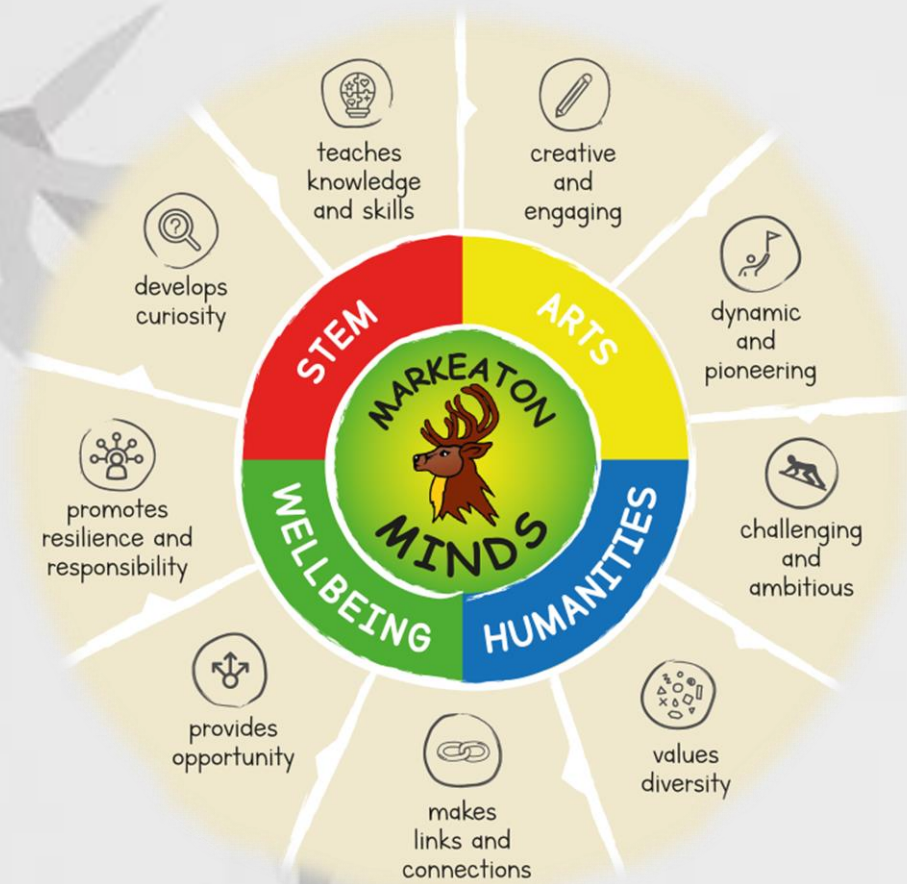 teaches
knowledge
and skills
creative
and
engaging
dynamic
and
pioneering
challenging
and
ambitious
values
diversity
makes
links and
connections
provides
opportunity
promotes
resilience and
responsibility
develops
curiosity
STEM
ARTS
HUMANITIES
WELLBEING
MARKEATON
MINDS
?